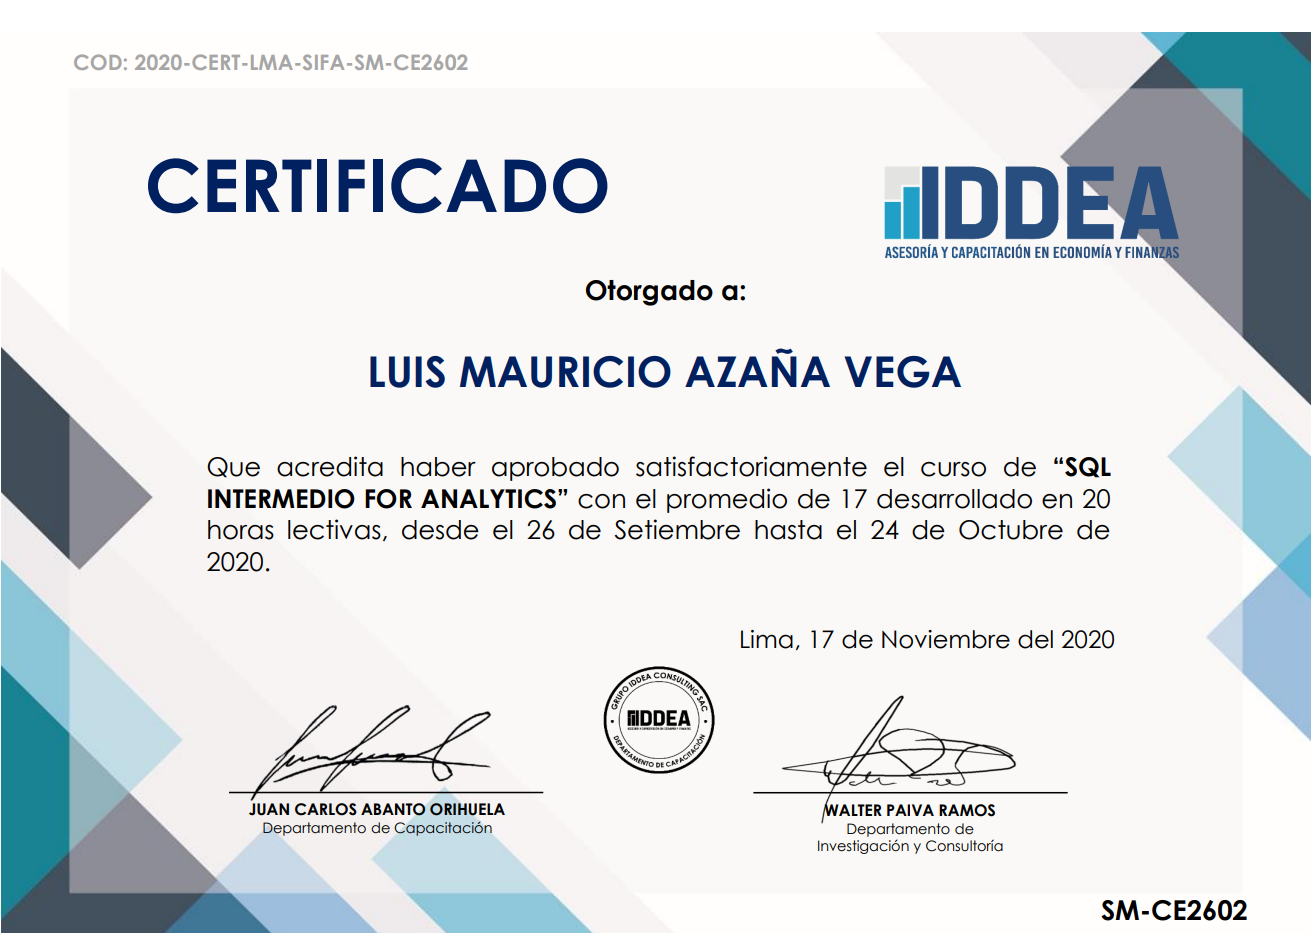 COD: 2020-CERT-LMA-SIFA-SM-CE2602
CERTIFICADO
IDDEA
ASESORÍA Y CAPACITACIÓN EN ECONOMÍA Y FINANZAS
Otorgado a:
LUIS MAURICIO AZAÑA VEGA
Que acredita haber aprobado satisfactoriamente el curso de “SQL
INTERMEDIO FOR ANALYTICS” con el promedio de 17 desarrollado en 20
horas lectivas, desde el 26 de Setiembre hasta el 24 de Octubre de
2020.
Lima, 17 de Noviembre del 2020
GRUPO IDDEA CONSULTING SAC
IDDEA
DEPARTAMENTO DE CAPACITACIÓN
JUAN CARLOS ABANTO ORIHUELA
Departamento de Capacitación
WALTER PAIVA RAMOS
Departamento de
Investigación y Consultoría
SM-CE2602